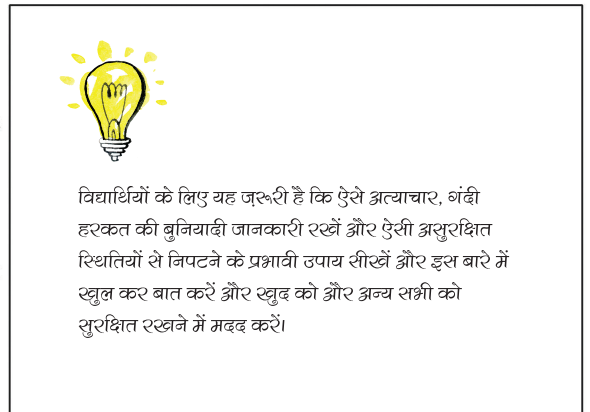 विद्यार्थियों के लिए यह ज़रूरी है कि ऐसे अत्याचार, गंदी
हरकत की बुनियादी जानकारी रखें और ऐसी असुरक्षित
स्थितियों से निपटने के प्रभावी उपाय सीखें और इस बारे में
खुल कर बात करें और खुद को और अन्य सभी को
सुरक्षित रखने में मदद करें।